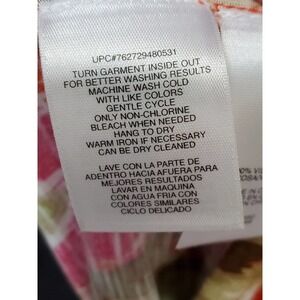 UPC#762729480531
TURN GARMENT INSIDE OUT
FOR BETTER WASHING RESULTS
MACHINE WASH COLD
WITH LIKE COLORS
GENTLE CYCLE
ONLY NON-CHLORINE
BLEACH WHEN NEEDED
HANG TO DRY
WARM IRON IF NECESSARY
CAN BE DRY CLEANED
LAVE CON LA PARTE DE
ADENTRO HACIA AFUERA PARA
MEJORES RESULTADOS
LAVAR EN MAQUINA
CON AGUA FRIA CON
COLORES SIMILARES
CICLO DELICADO